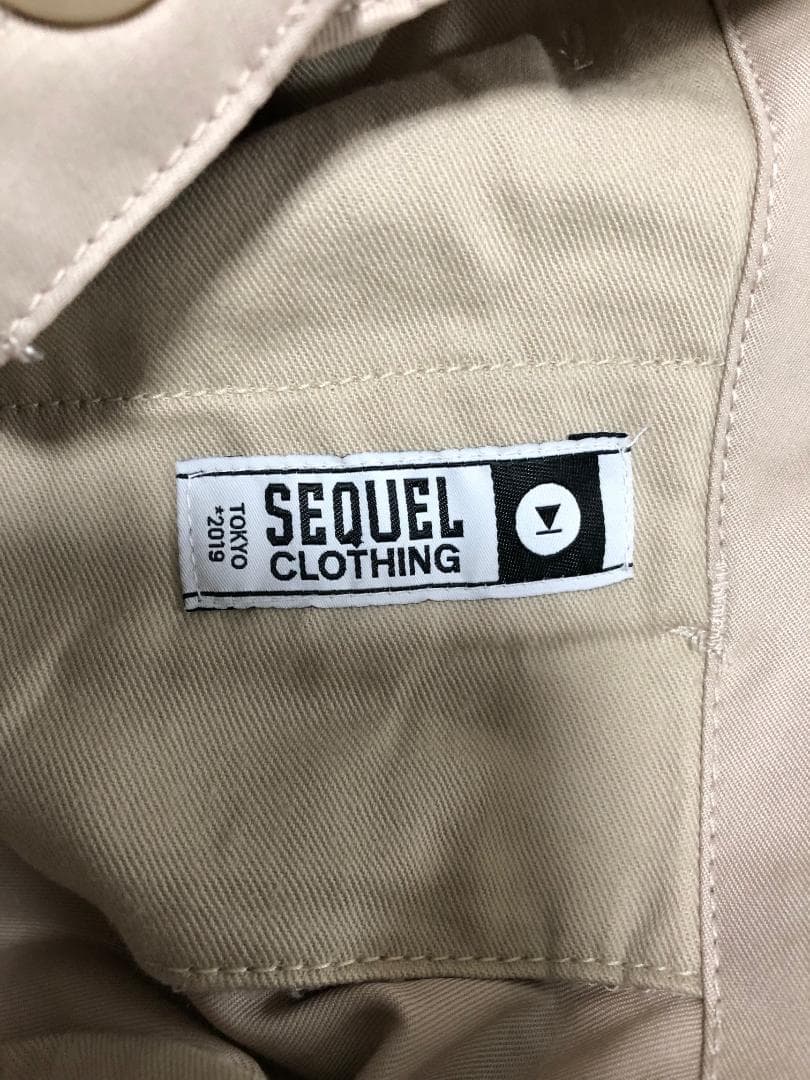 TOKYO
*2019
SEQUEL
CLOTHING